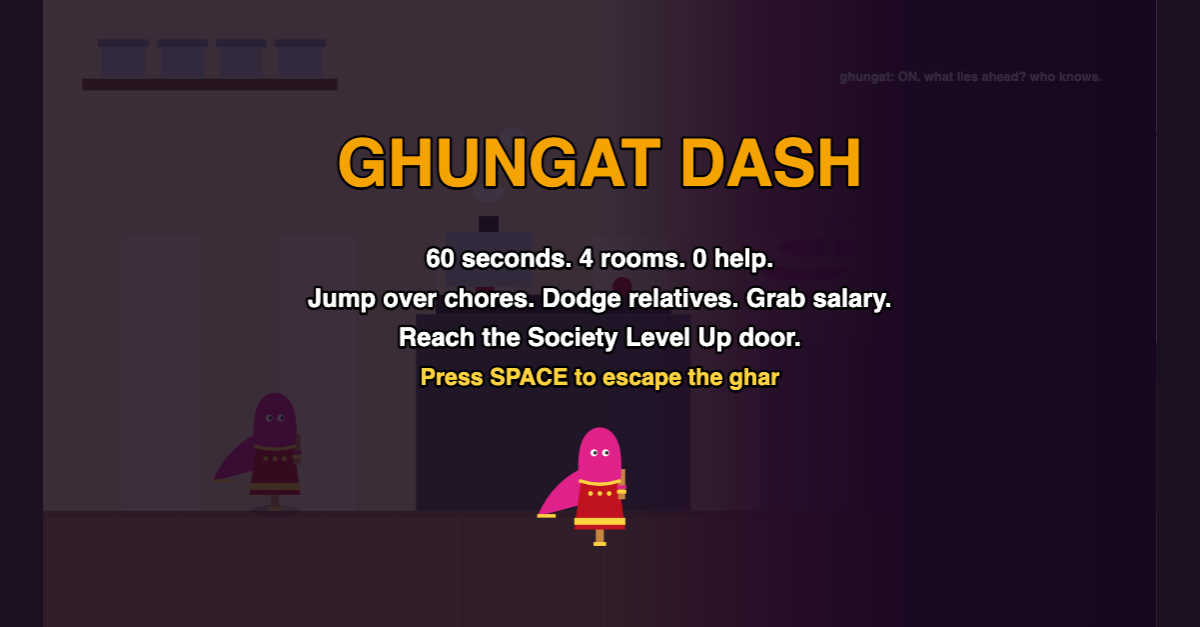 ghungat: ON. what lies ahead? who knows.
GHUNGAT DASH
60 seconds. 4 rooms. 0 help.
Jump over chores. Dodge relatives. Grab salary.
Reach the Society Level Up door.
Press SPACE to escape the ghar